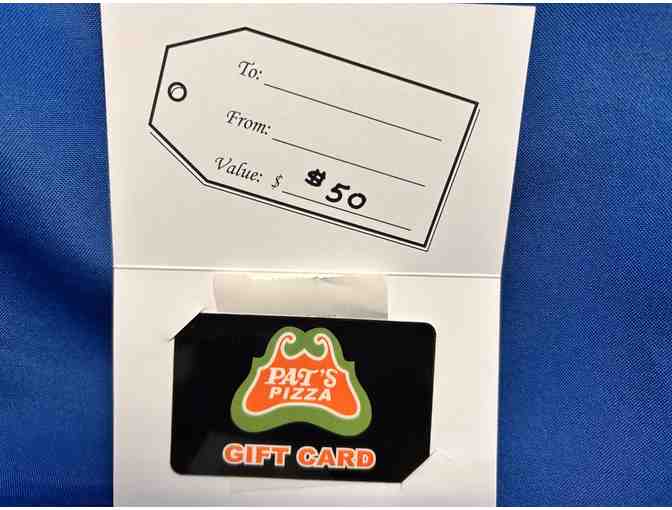 To:
From:
Value: $ $50
PAT'S
PIZZA
GIFT CARD